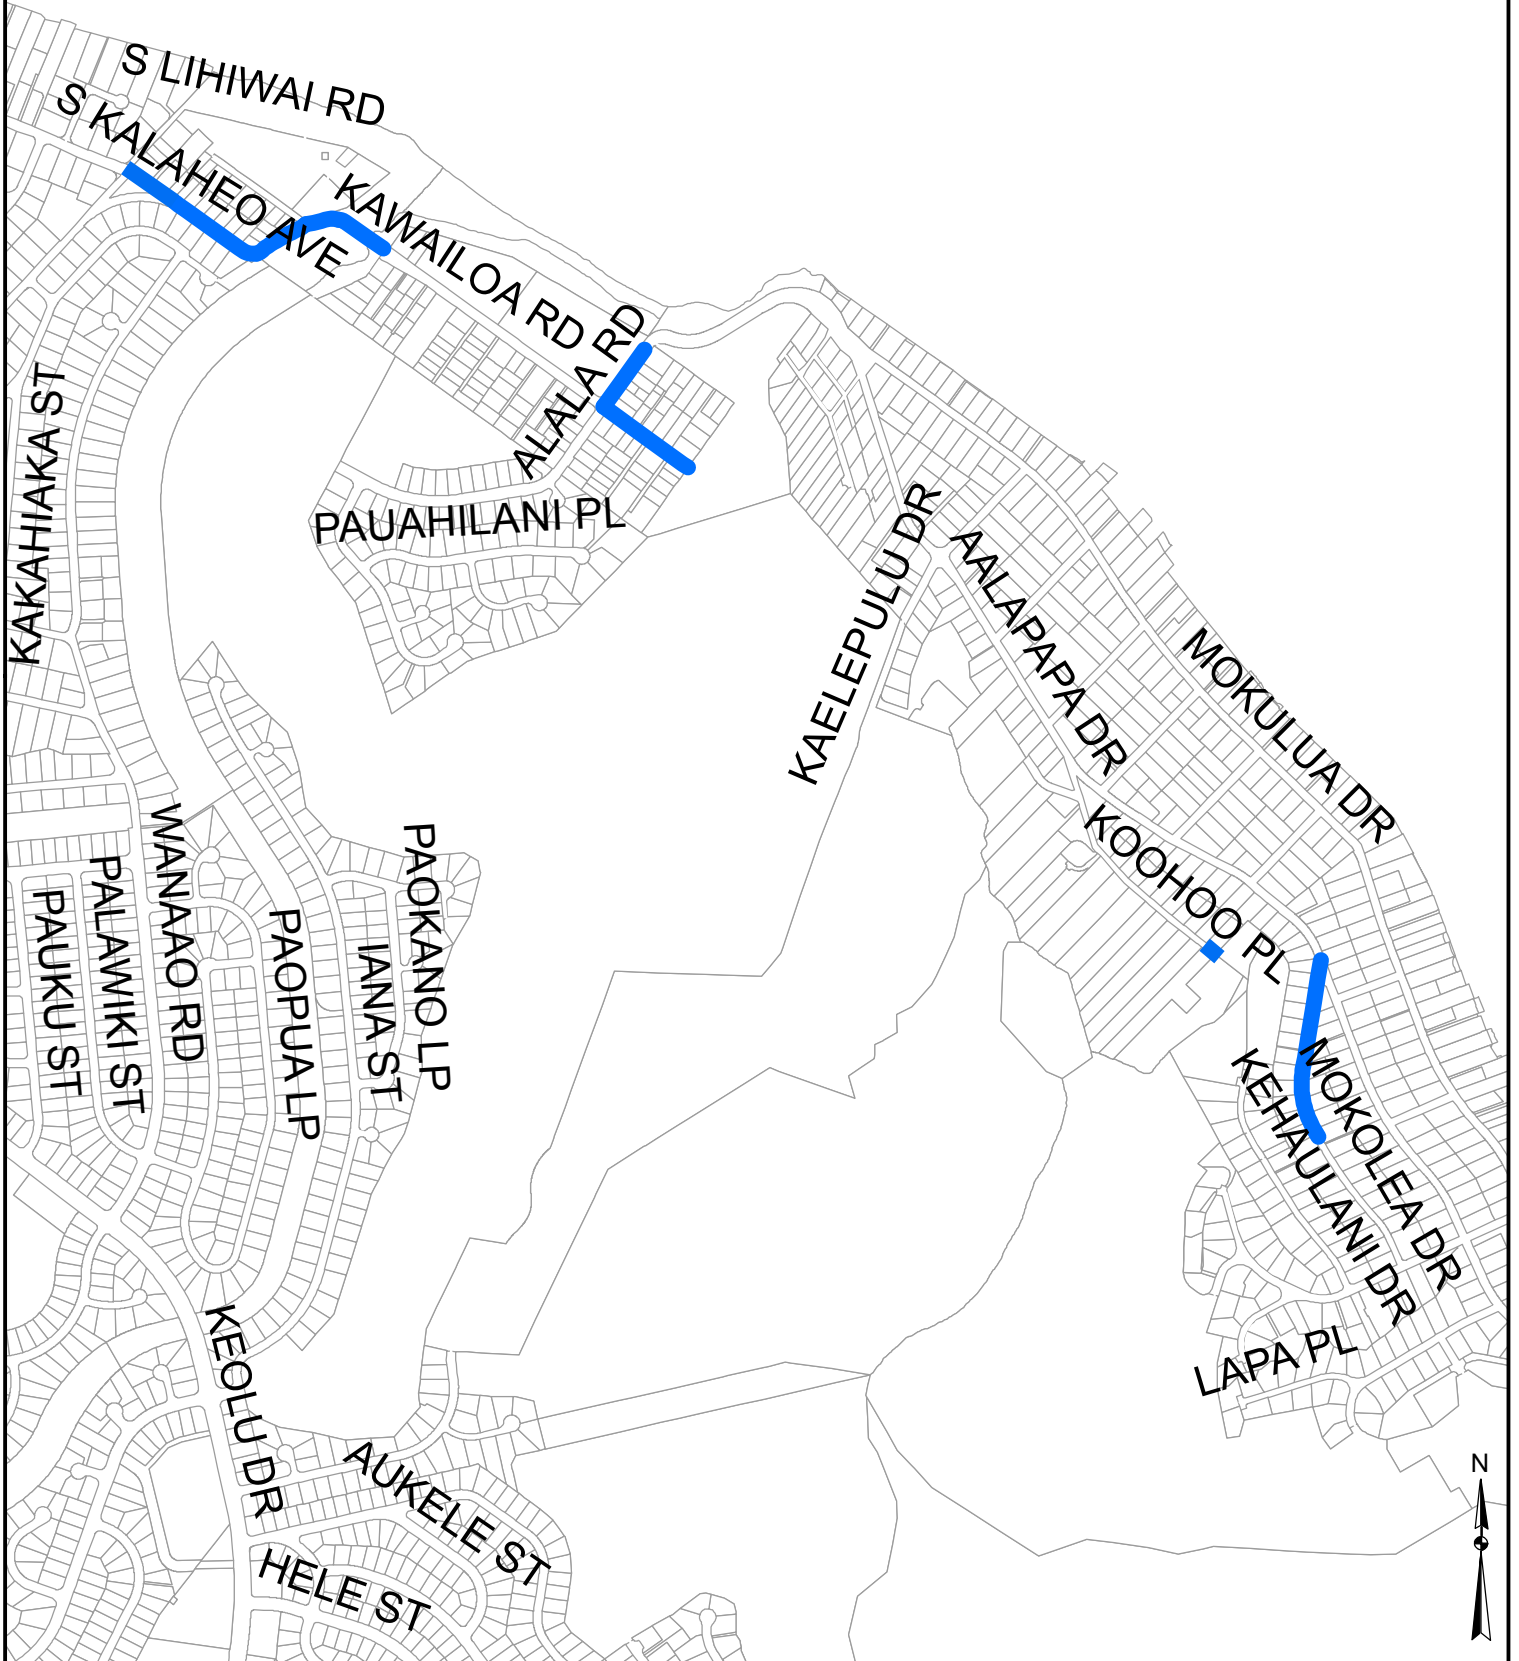 S LIHIWAI RD
S KALAHEO AVE
KAWAILOA RD
ALALA RD
KAKAHIAKA ST
PAUAHILANI PL
KAELEPULU DR
AALAPAPA DR
MOKULUA DR
KOOHOO PL
WANAAO RD
PAOKANO LP
PALAWIKI ST
PAUKU ST
PAOPUA LP
IANA ST
MOKOLEA DR
KEHAULANI DR
LAPA PL
KEOLU DR
AUKELE ST
HELE ST
N